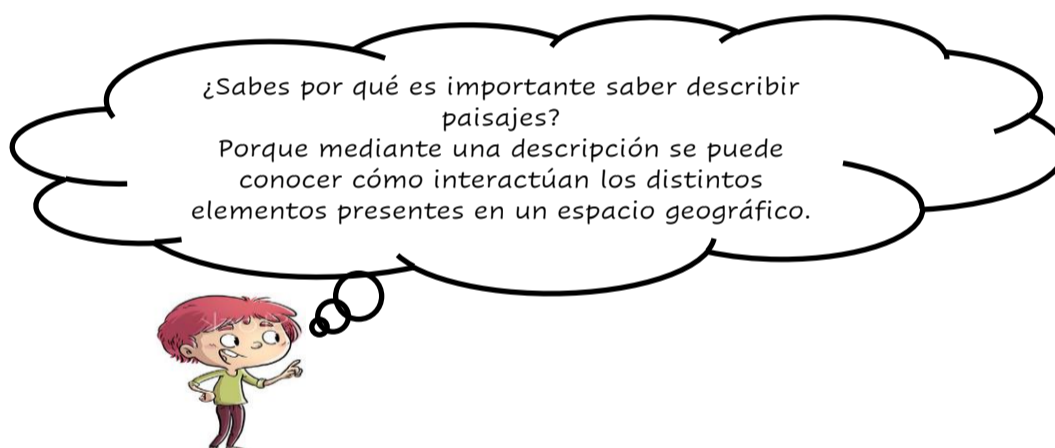 ¿Sabes por qué es importante saber describir
paisajes?
Porque mediante una descripción se puede
conocer cómo interactúan los distintos
elementos presentes en un espacio geográfico.